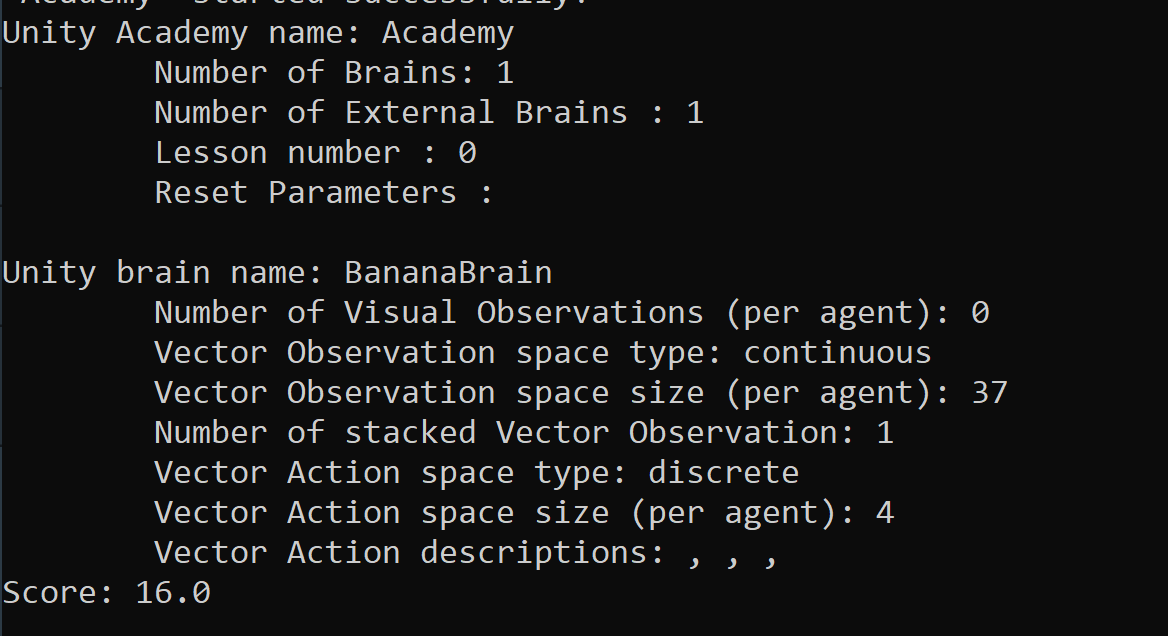 Academy started successfully!
Unity Academy name: Academy
Number of Brains: 1
Number of External Brains : 1
Lesson number : 0
Reset Parameters :
Unity brain name: BananaBrain
Number of Visual Observations (per agent): 0
Vector Observation space type: continuous
Vector Observation space size (per agent): 37
Number of stacked Vector Observation: 1
Vector Action space type: discrete
Vector Action space size (per agent): 4
Vector Action descriptions: , , ,
Score: 16.0